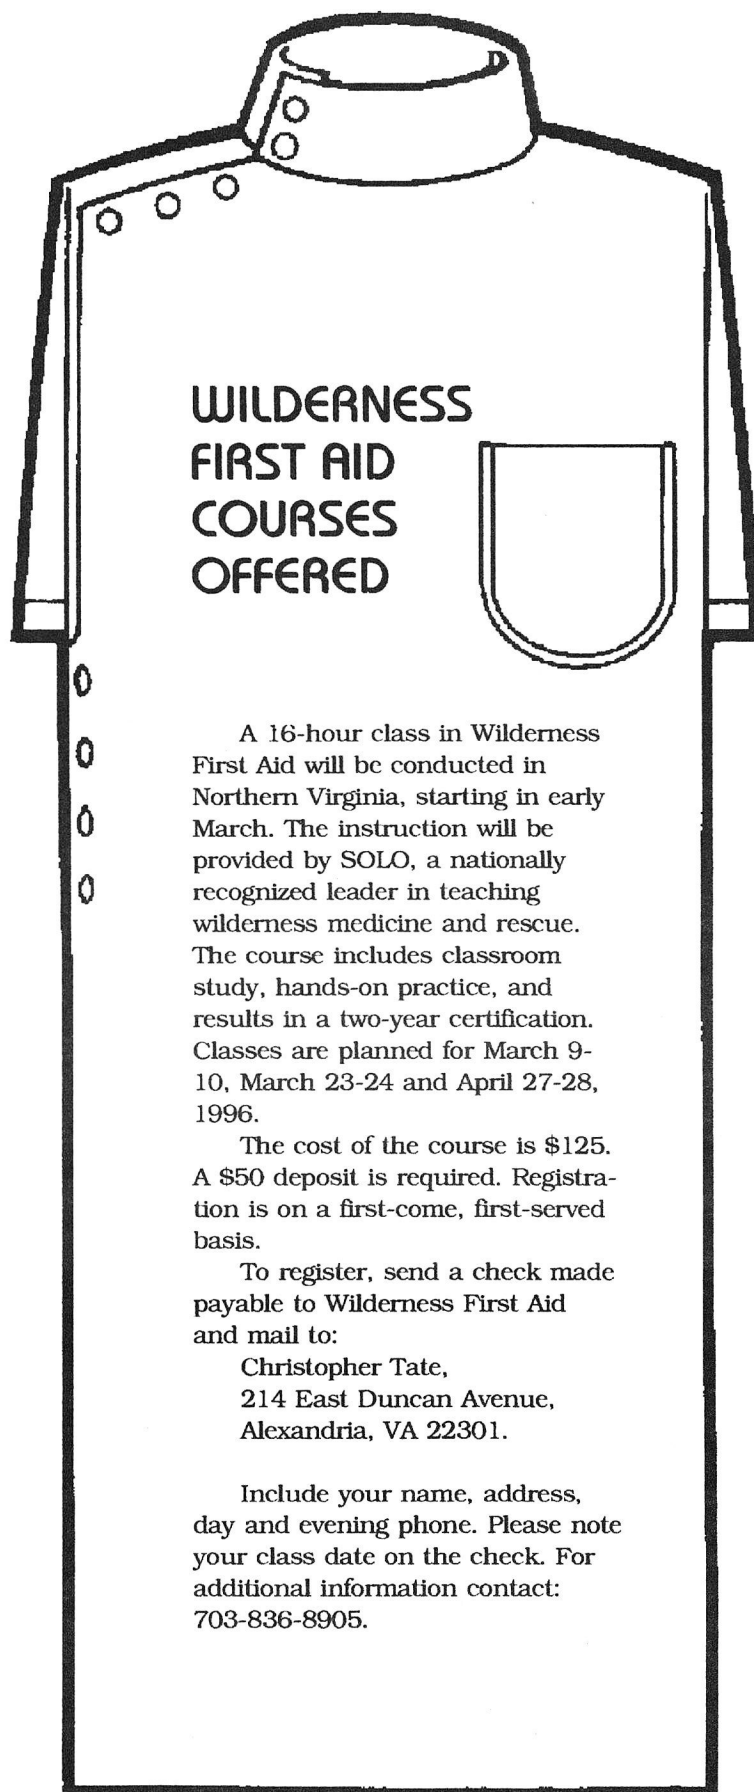 WILDERNESS
FIRST AID
COURSES
OFFERED
A 16-hour class in Wilderness
First Aid will be conducted in
Northern Virginia, starting in early
March. The instruction will be
provided by SOLO, a nationally
recognized leader in teaching
wilderness medicine and rescue.
The course includes classroom
study, hands-on practice, and
results in a two-year certification.
Classes are planned for March 9-
10, March 23-24 and April 27-28,
1996.
The cost of the course is $125.
A $50 deposit is required. Registra-
tion is on a first-come, first-served
basis.
To register, send a check made
payable to Wilderness First Aid
and mail to:
Christopher Tate,
214 East Duncan Avenue,
Alexandria, VA 22301.
Include your name, address,
day and evening phone. Please note
your class date on the check. For
additional information contact:
703-836-8905.